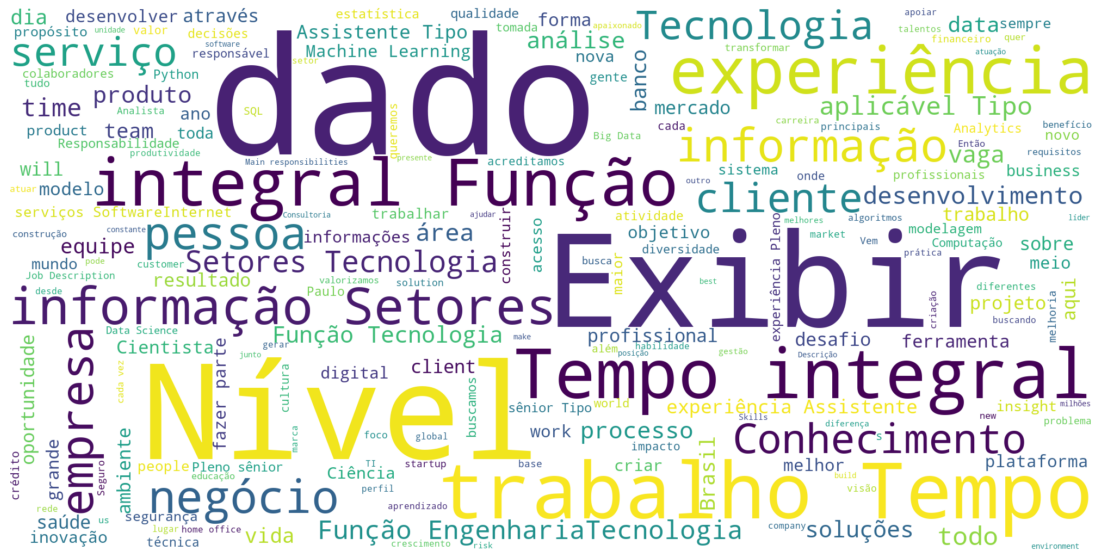 dado
Exibir
Nível
Tempo integral
trabalho Tempo
integral Função
informação Setores
experiência
Tecnologia
informação
cliente
Conhecimento
negócio
empresa
pessoa
serviço
dia
desenvolver
através
estatística
qualidade
tomada
forma
apaixonado
apoiar
propósito
unidade
valor
decisões
Assistente Tipo
nova
talentos
quer
data
sempre
software
responsável
Machine Learning
análise
transformar
financeiro
atuação
colaboradores
setor
gente
banco
tudo
Python
produto
time
Analista
ano
SQL
queremos
mercado
aplicável Tipo
product
team
toda
Big Data
cada
carreira
principais
benefício
Responsabilidade
Analytics
novo
Então
requisitos
produtividade
Main responsibilities
presente
acreditamos
vaga
will
sistema
onde
profissionais
business
atuar
modelo
outro
desenvolvimento
serviços SoftwareInternet
Consultoria
trabalhar
ajudar
atividade
melhores
algoritmos
trabalho
lider
construção
constante
informações
área
construir
acesso
objetivo
diversidade
market
Vem
modelagem
Computação
sobre
equipe
mundo
pode
customer
Setores Tecnologia
busca
maior
experiência Pleno
prática
meio
Job Description
desde
valorizamos
solution
resultado
Paulo
best
criação
diferentes
buscando
projeto
melhoria
aqui
Data Science
Função Tecnologia
make
profissional
desafio
ferramenta
Cientista
gerar
junto
além
habilidade
posição
gestão
Descrição
oportunidade
cada vez
fazer parte
cultura
digital
client
buscamos
sênior Tipo
world
experiência Assistente
insight
milhões
marca
foco
global
work
processo
Skills
new
diferença
problema
crédito
Seguro
grande
ambiente
people
Pleno sênior
TI
startup
impacto
s
educação
Ciência
base
criar
Brasil
melhor
plataforma
rede
perfil
aprendizado
build
visão
saúde
us
lugar
home office
segurança
inovação
técnica
vida
Função EngenhariaTecnologia
company
soluções
todo
crescimento
risk
environment